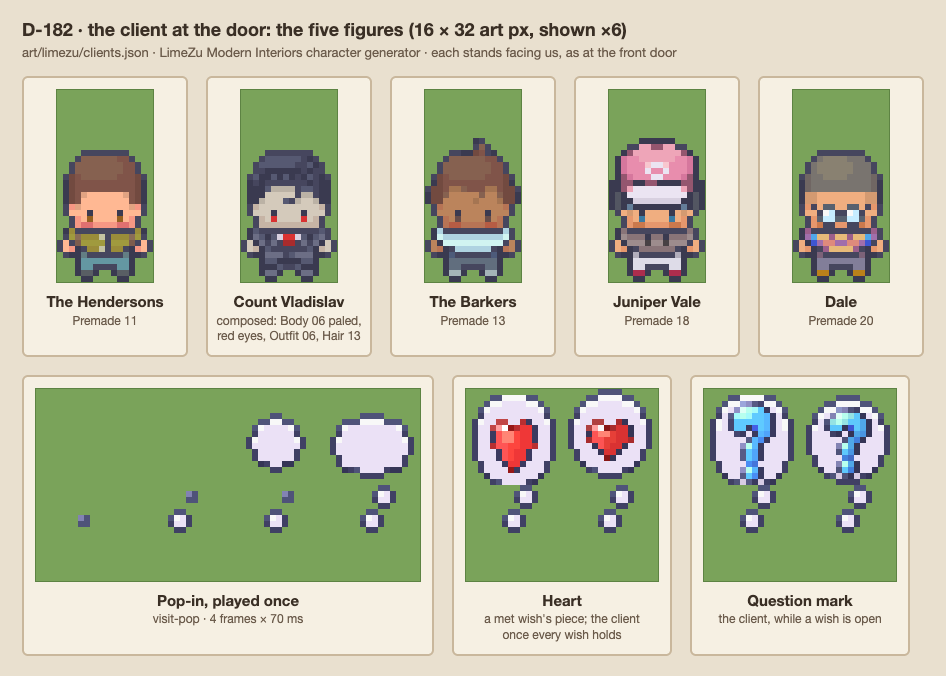 D-182 · the client at the door: the five figures (16 × 32 art px, shown ×6)
art/limezu/clients.json · LimeZu Modern Interiors character generator · each stands facing us, as at the front door
The Hendersons
Premade 11
Count Vladislav
composed: Body 06 paled,
red eyes, Outfit 06, Hair 13
The Barkers
Premade 13
Juniper Vale
Premade 18
Dale
Premade 20
Pop-in, played once
visit-pop · 4 frames × 70 ms
Heart
a met wish's piece; the client
once every wish holds
Question mark
the client, while a wish is open